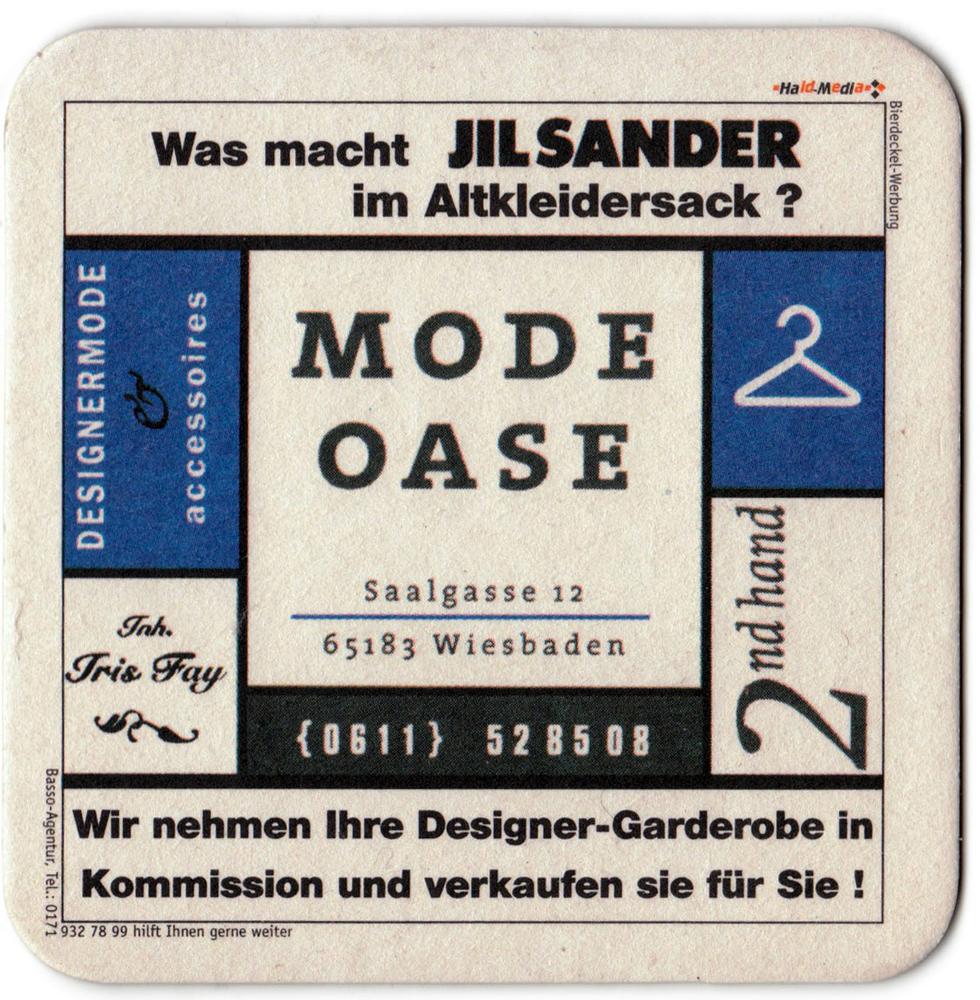 Hald-Media
Bierdeckel-Werbung
Was macht JIL SANDER
im Altkleidersack ?
DESIGNERMODE
&
accessoires
MODE
OASE
Saalgasse 12
65183 Wiesbaden
{0611} 528508
2nd hand
Inh.
Iris Fay
Wir nehmen Ihre Designer-Garderobe in
Kommission und verkaufen sie für Sie !
Basso-Agentur, Tel.: 0171
932 78 99 hilft Ihnen gerne weiter